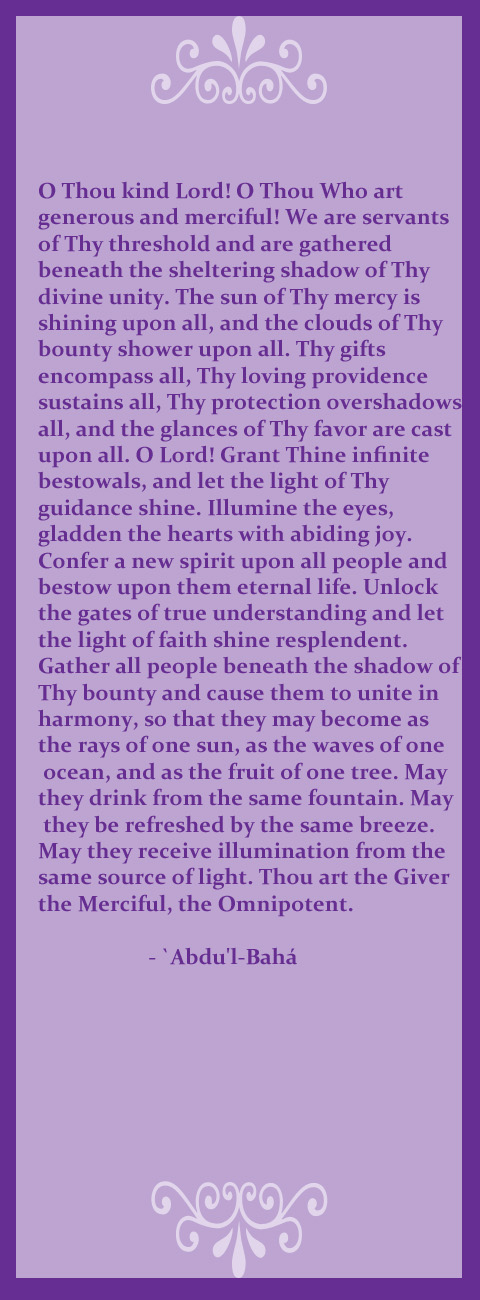 O Thou kind Lord! O Thou Who art
generous and merciful! We are servants
of Thy threshold and are gathered
beneath the sheltering shadow of Thy
divine unity. The sun of Thy mercy is
shining upon all, and the clouds of Thy
bounty shower upon all. Thy gifts
encompass all, Thy loving providence
sustains all, Thy protection overshadows
all, and the glances of Thy favor are cast
upon all. O Lord! Grant Thine infinite
bestowals, and let the light of Thy
guidance shine. Illumine the eyes,
gladden the hearts with abiding joy.
Confer a new spirit upon all people and
bestow upon them eternal life. Unlock
the gates of true understanding and let
the light of faith shine resplendent.
Gather all people beneath the shadow of
Thy bounty and cause them to unite in
harmony, so that they may become as
the rays of one sun, as the waves of one
ocean, and as the fruit of one tree. May
they drink from the same fountain. May
they be refreshed by the same breeze.
May they receive illumination from the
same source of light. Thou art the Giver
the Merciful, the Omnipotent.
- `Abdu'l-Bahá